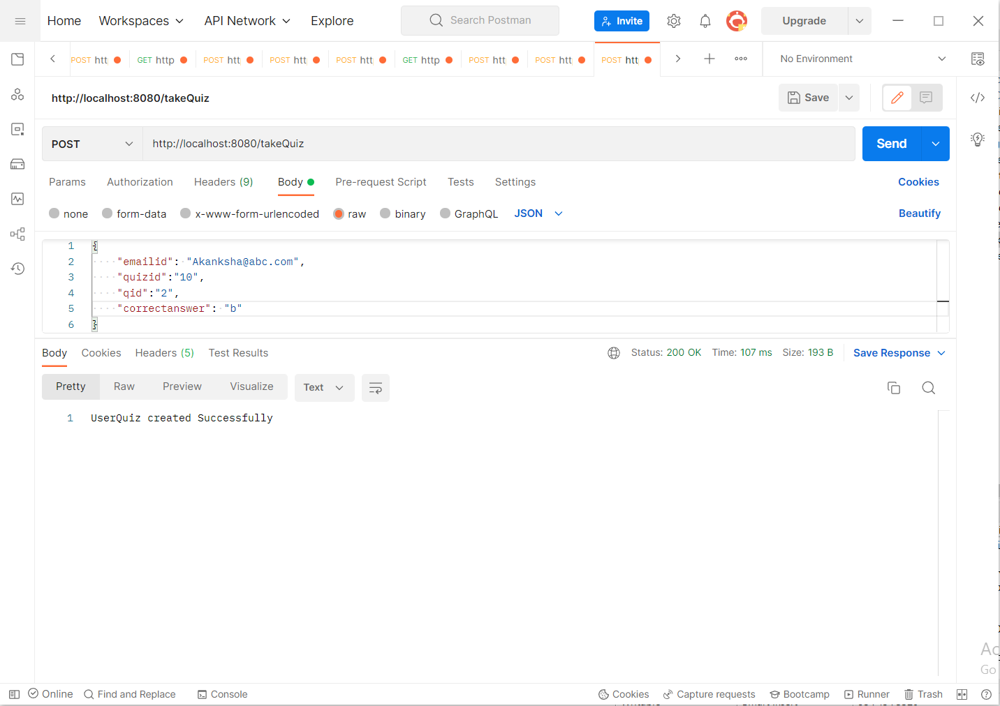 Home Workspaces API Network Explore Search Postman Invite Upgrade
POST htt GET http POST htt POST htt POST htt GET http POST htt POST htt POST htt No Environment
http://localhost:8080/takeQuiz Save
POST http://localhost:8080/takeQuiz Send
Params Authorization Headers (9) Body Pre-request Script Tests Settings Cookies
none form-data x-www-form-urlencoded raw binary GraphQL JSON Beautify
1 {
2 "emailid": "Akanksha@abc.com",
3 "quizid":"10",
4 "qid":"2",
5 "correctanswer": "b"
6 }
Body Cookies Headers (5) Test Results Status: 200 OK Time: 107 ms Size: 193 B Save Response
Pretty Raw Preview Visualize Text
1 UserQuiz created Successfully
Ac
Go
Online Find and Replace Console Cookies Capture requests Bootcamp Runner Trash